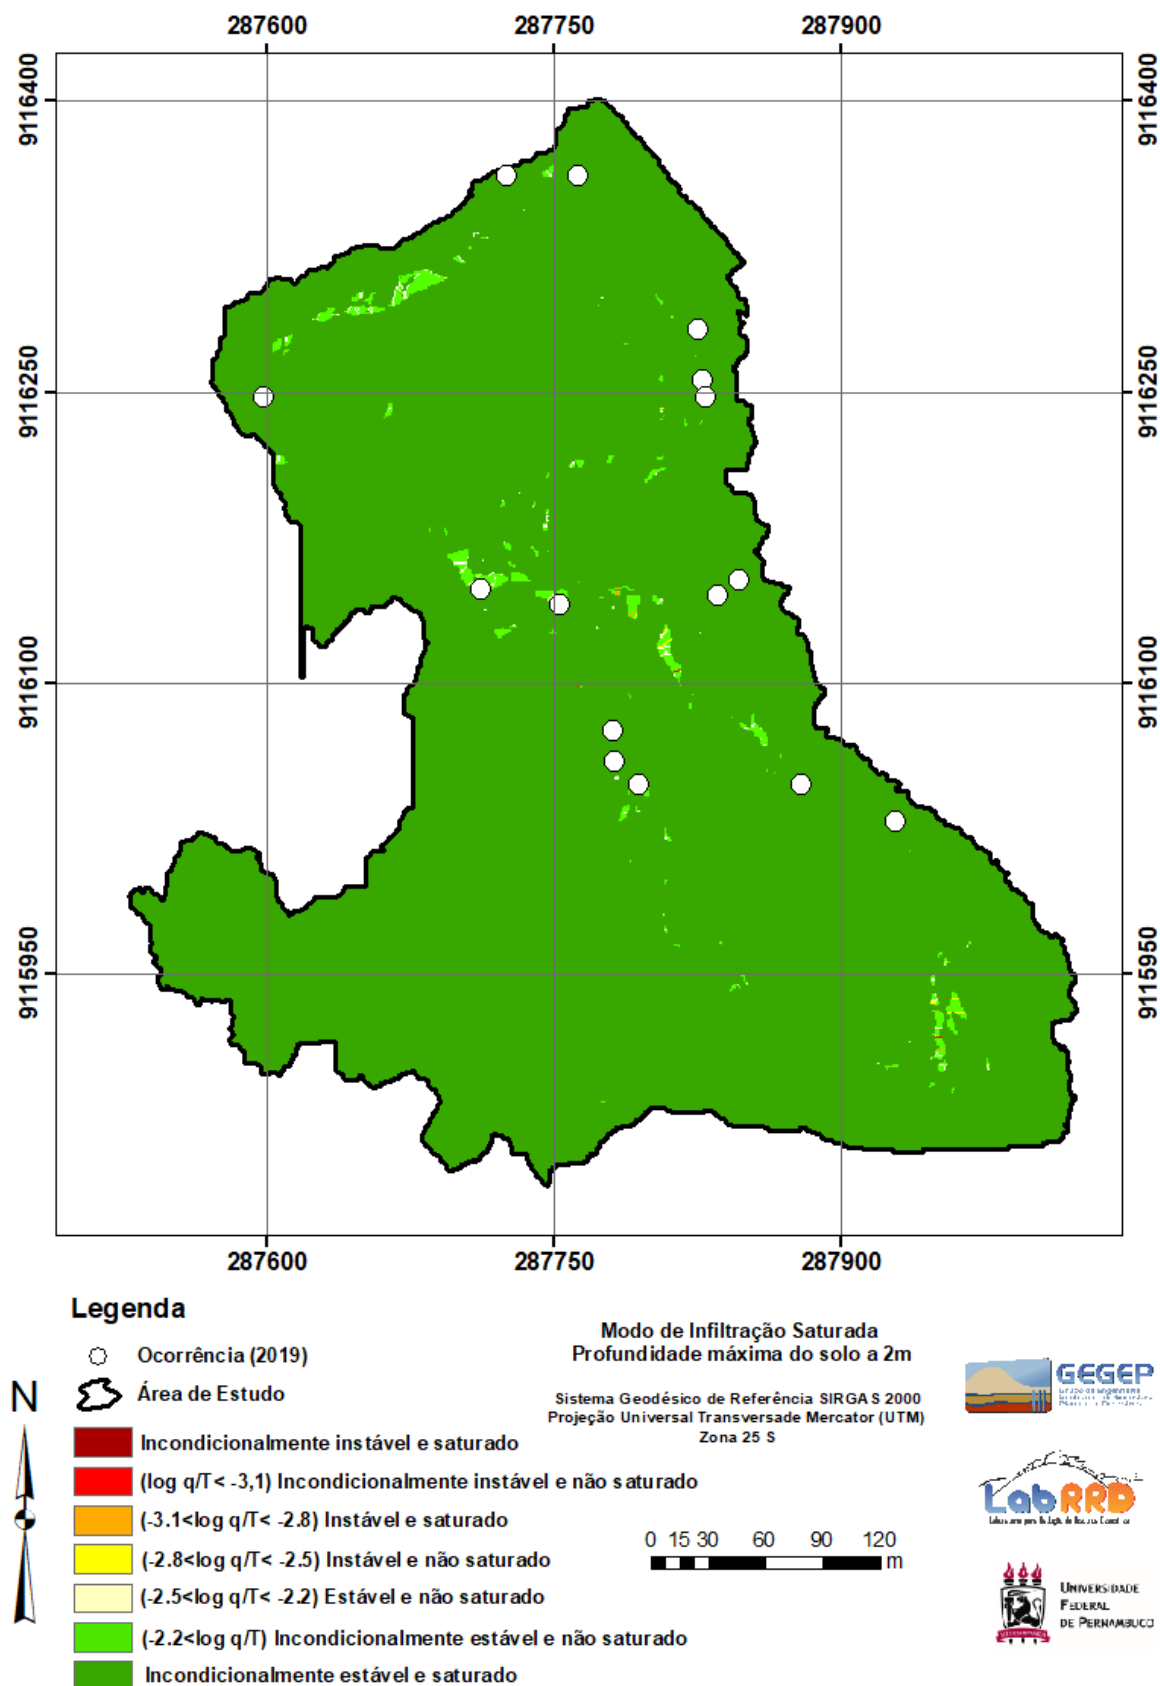 287600 287750 287900
9116400 9116400
9116250 9116250
9116100 9116100
9115950 9115950
287600 287750 287900
Legenda
Ocorrência (2019)
Área de Estudo
N
Incondicionalmente instável e saturado
(log q/T< -3,1) Incondicionalmente instável e não saturado
(-3.1<log q/T< -2.8) Instável e saturado
(-2.8<log q/T< -2.5) Instável e não saturado
(-2.5<log q/T< -2.2) Estável e não saturado
(-2.2<log q/T) Incondicionalmente estável e não saturado
Incondicionalmente estável e saturado
Modo de Infiltração Saturada
Profundidade máxima do solo a 2m
Sistema Geodésico de Referência SIRGAS 2000
Projeção Universal Transversade Mercator (UTM)
Zona 25 S
0 15 30 60 90 120
m
GEGEP
LabRRD
UNIVERSIDADE
FEDERAL
DE PERNAMBUCO